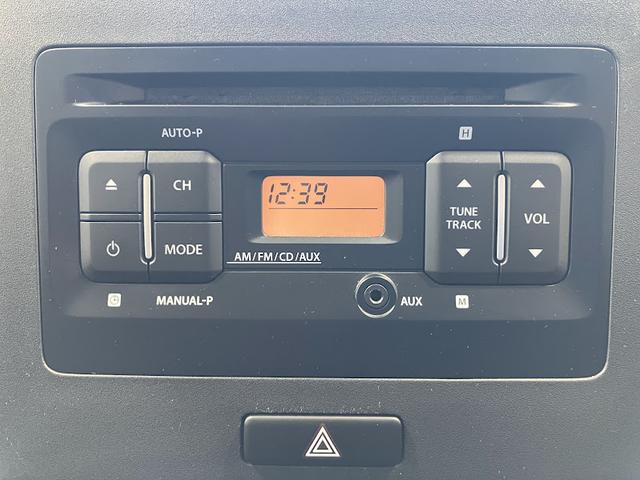 AUTO-P
H
CH
MODE
12:39
TUNE
TRACK
VOL
AM/FM/CD/AUX
MANUAL-P
AUX
M